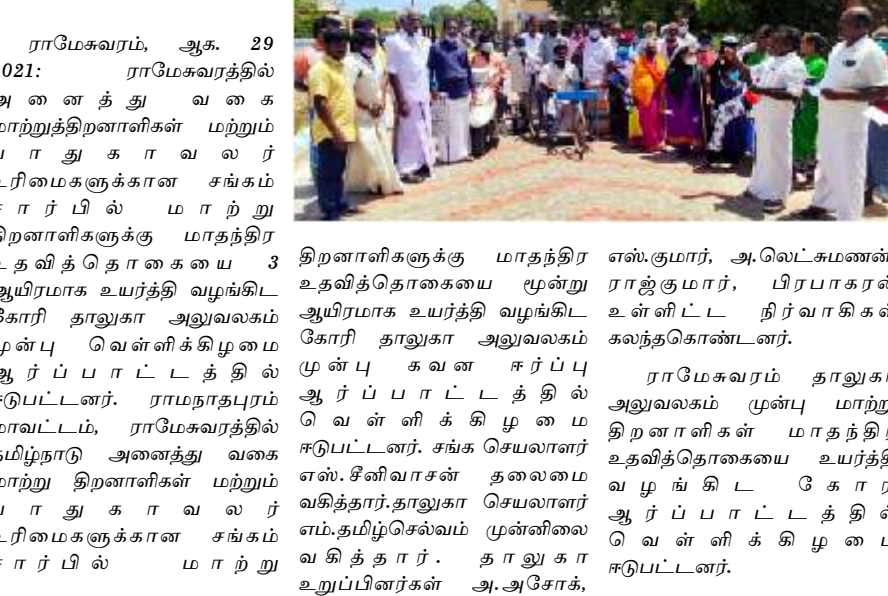 ராமேசுவரம், ஆக. 29
021: ராமேசுவரத்தில்
அனைத்து வகை
மாற்றுத்திறனாளிகள் மற்றும்
பாதுகாவலர்
உரிமைகளுக்கான சங்கம்
சார்பில் மாற்று
திறனாளிகளுக்கு மாதந்திர
உதவித்தொகையை 3
ஆயிரமாக உயர்த்தி வழங்கிட
கோரி தாலுகா அலுவலகம்
முன்பு வெள்ளிக்கிழமை
ஆர்ப்பாட்டத்தில்
ஈடுபட்டனர். ராமநாதபுரம்
மாவட்டம், ராமேசுவரத்தில்
தமிழ்நாடு அனைத்து வகை
மாற்று திறனாளிகள் மற்றும்
பாதுகாவலர்
உரிமைகளுக்கான சங்கம்
சார்பில் மாற்று
திறனாளிகளுக்கு மாதந்திர
உதவித்தொகையை மூன்று
ஆயிரமாக உயர்த்தி வழங்கிட
கோரி தாலுகா அலுவலகம்
முன்பு கவன ஈர்ப்பு
ஆர்ப்பாட்டத்தில்
வெள்ளிக்கிழமை
ஈடுபட்டனர். சங்க செயலாளர்
எஸ்.சீனிவாசன் தலைமை
வகித்தார்.தாலுகா செயலாளர்
எம்.தமிழ்செல்வம் முன்னிலை
வகித்தார். தாலுகா
உறுப்பினர்கள் அ.அசோக்,
எஸ்.குமார், அ.லெட்சுமணன்
ராஜ்குமார், பிரபாகரன்
உள்ளிட்ட நிர்வாகிகள்
கலந்தகொண்டனர்.
ராமேசுவரம் தாலுகா
அலுவலகம் முன்பு மாற்று
திறனாளிகள் மாதந்திர
உதவித்தொகையை உயர்த்தி
வழங்கிட கோரி
ஆர்ப்பாட்டத்தில்
வெள்ளிக்கிழமை
ஈடுபட்டனர்.